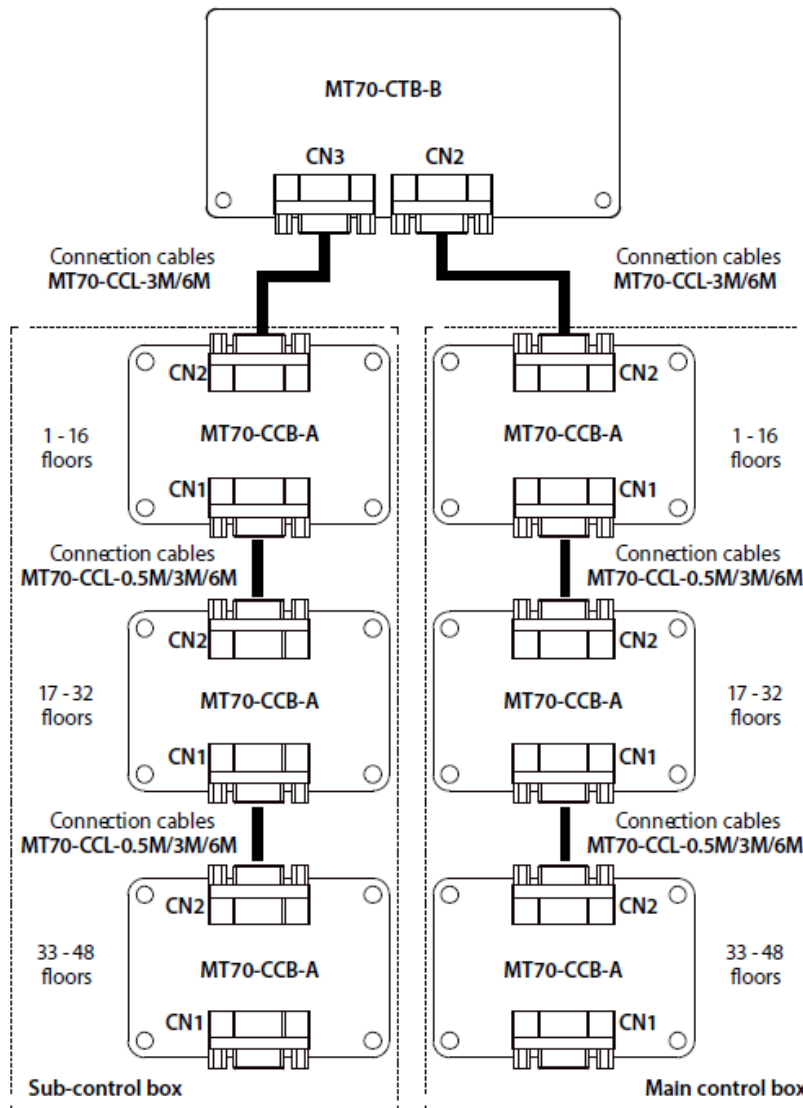 MT70-CTB-B
CN3
CN2
Connection cables
MT70-CCL-3M/6M
Connection cables
MT70-CCL-3M/6M
CN2
CN2
1 - 16
floors
MT70-CCB-A
MT70-CCB-A
1 - 16
floors
CN1
CN1
Connection cables
MT70-CCL-0.5M/3M/6M
Connection cables
MT70-CCL-0.5M/3M/6M
CN2
CN2
17 - 32
floors
MT70-CCB-A
MT70-CCB-A
17 - 32
floors
CN1
CN1
Connection cables
MT70-CCL-0.5M/3M/6M
Connection cables
MT70-CCL-0.5M/3M/6M
CN2
CN2
33 - 48
floors
MT70-CCB-A
MT70-CCB-A
33 - 48
floors
CN1
CN1
Sub-control box
Main control box